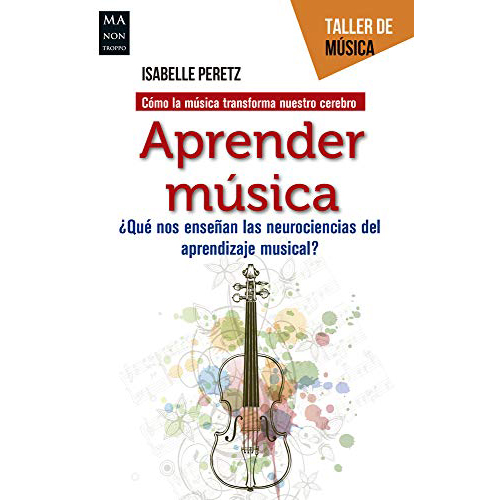 MA
NON
TROPPO
TALLER DE
MÚSICA
ISABELLE PERETZ
Cómo la música transforma nuestro cerebro
Aprender
música
¿Qué nos enseñan las neurociencias del
aprendizaje musical?